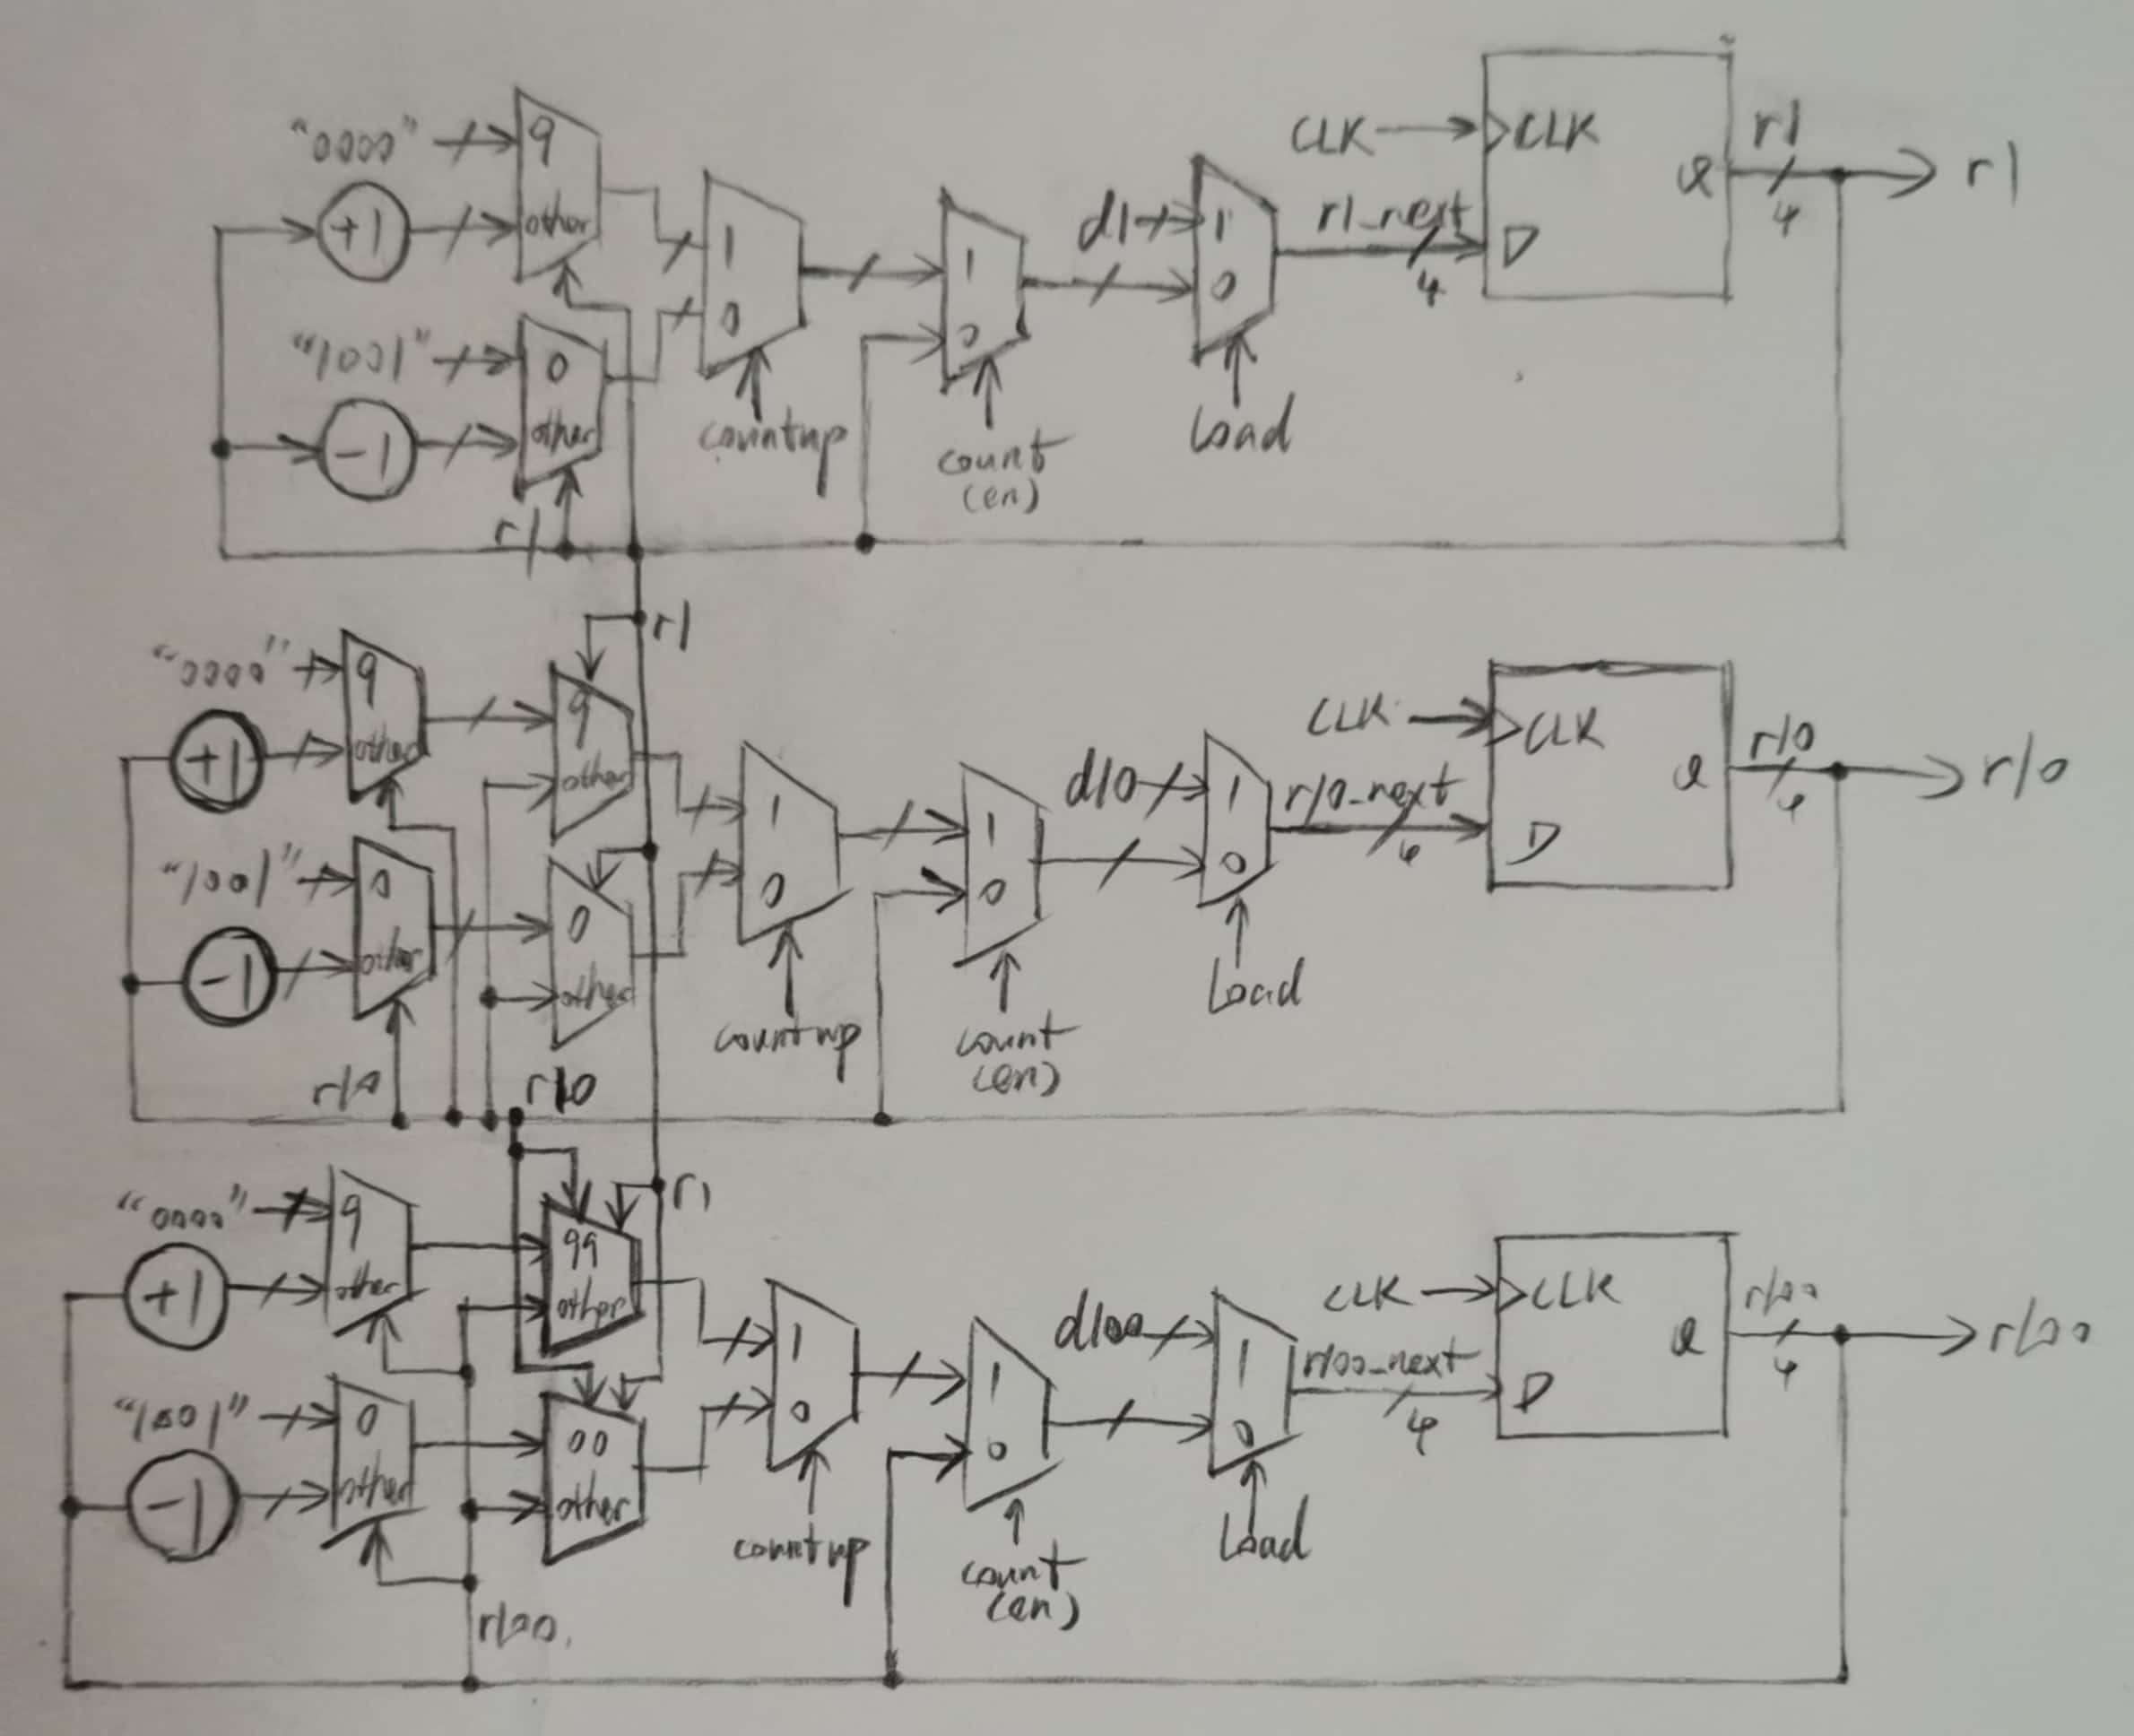 "0000" 9 CLK CLK r1
+1 other 1 1 d1 1 r1_next Q 4 r1
"1001" 0 0 0 0 4 D
-1 other countup count load
r1 (en)
r1
"0000" 9 9 CLK CLK r10
+1 other other 1 1 d10 1 r10_next Q 4 r10
"1001" 0 0 0 0 0 4 D
-1 other other countup count load
r10 r10 (en)
r1
"0000" 9 99 CLK CLK r100
+1 other other 1 1 d100 1 r100_next Q 4 r100
"1001" 0 00 0 0 0 4 D
-1 other other countup count load
r100 (en)